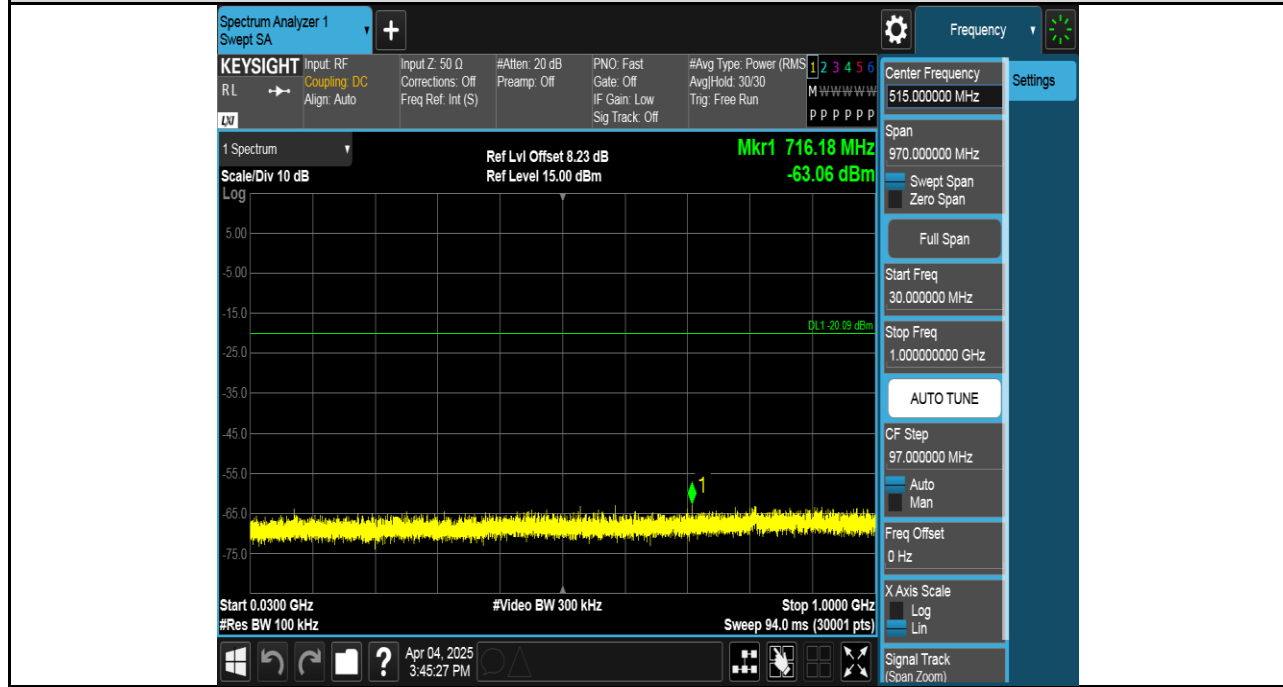 Spectrum Analyzer 1
Swept SA
+
Frequency
KEYSIGHT
RL
LXI
Input: RF
Coupling: DC
Align: Auto
Input Z: 50 Ω
Corrections: Off
Freq Ref: Int (S)
#Atten: 20 dB
Preamp: Off
PNO: Fast
Gate: Off
IF Gain: Low
Sig Track: Off
#Avg Type: Power (RMS
Avg|Hold: 30/30
Trig: Free Run
1 2 3 4 5 6
M W W W W W
P P P P P P
1 Spectrum
Scale/Div 10 dB
Log
Ref Lvl Offset 8.23 dB
Ref Level 15.00 dBm
Mkr1 716.18 MHz
-63.06 dBm
5.00
-5.00
-15.0
DL1 -20.09 dBm
-25.0
-35.0
-45.0
-55.0
1
-65.0
-75.0
Start 0.0300 GHz
#Video BW 300 kHz
Stop 1.0000 GHz
#Res BW 100 kHz
Sweep 94.0 ms (30001 pts)
?
Apr 04, 2025
3:45:27 PM
Center Frequency
515.000000 MHz
Settings
Span
970.000000 MHz
Swept Span
Zero Span
Full Span
Start Freq
30.000000 MHz
Stop Freq
1.000000000 GHz
AUTO TUNE
CF Step
97.000000 MHz
Auto
Man
Freq Offset
0 Hz
X Axis Scale
Log
Lin
Signal Track
(Span Zoom)